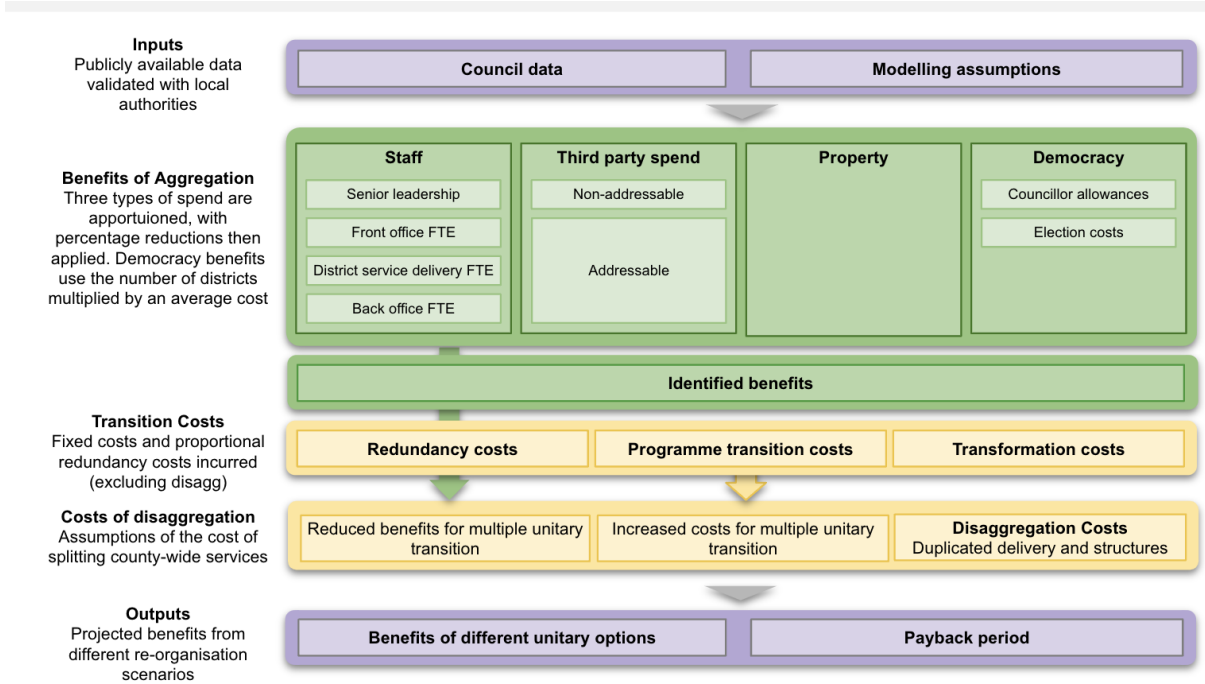 Inputs
Publicly available data
validated with local
authorities
Council data
Modelling assumptions
Benefits of Aggregation
Three types of spend are
apportuioned, with
percentage reductions then
applied. Democracy benefits
use the number of districts
multiplied by an average cost
Staff
Senior leadership
Front office FTE
District service delivery FTE
Back office FTE
Third party spend
Non-addressable
Addressable
Property
Democracy
Councillor allowances
Election costs
Identified benefits
Transition Costs
Fixed costs and proportional
redundancy costs incurred
(excluding disagg)
Redundancy costs
Programme transition costs
Transformation costs
Costs of disaggregation
Assumptions of the cost of
splitting county-wide services
Reduced benefits for multiple unitary
transition
Increased costs for multiple unitary
transition
Disaggregation Costs
Duplicated delivery and structures
Outputs
Projected benefits from
different re-organisation
scenarios
Benefits of different unitary options
Payback period